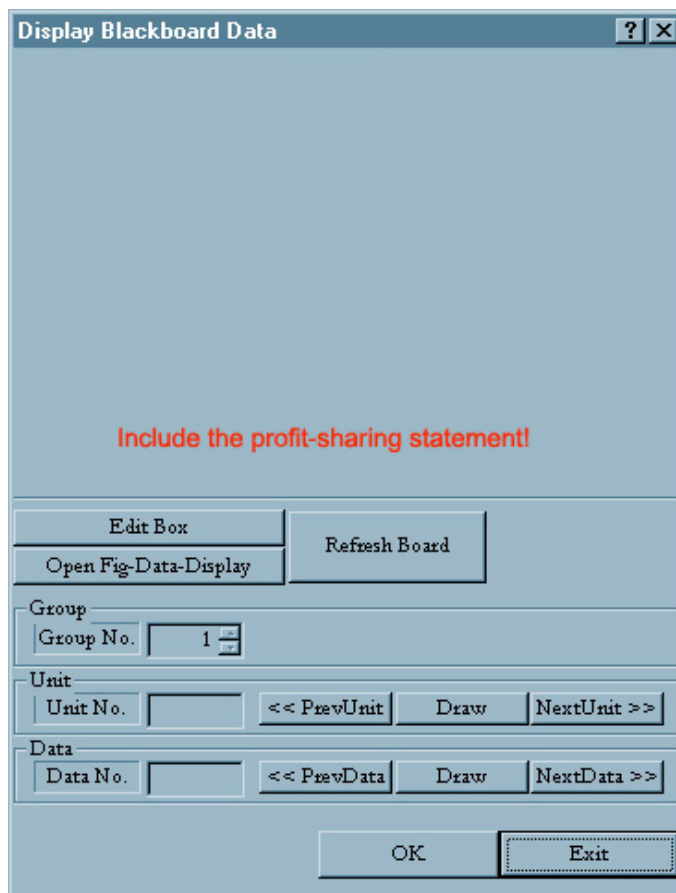 Display Blackboard Data
Include the profit-sharing statement!
Edit Box
Refresh Board
Open Fig-Data-Display
Group
Group No. 1
Unit
Unit No. << PrevUnit Draw NextUnit >>
Data
Data No. << PrevData Draw NextData >>
OK Exit